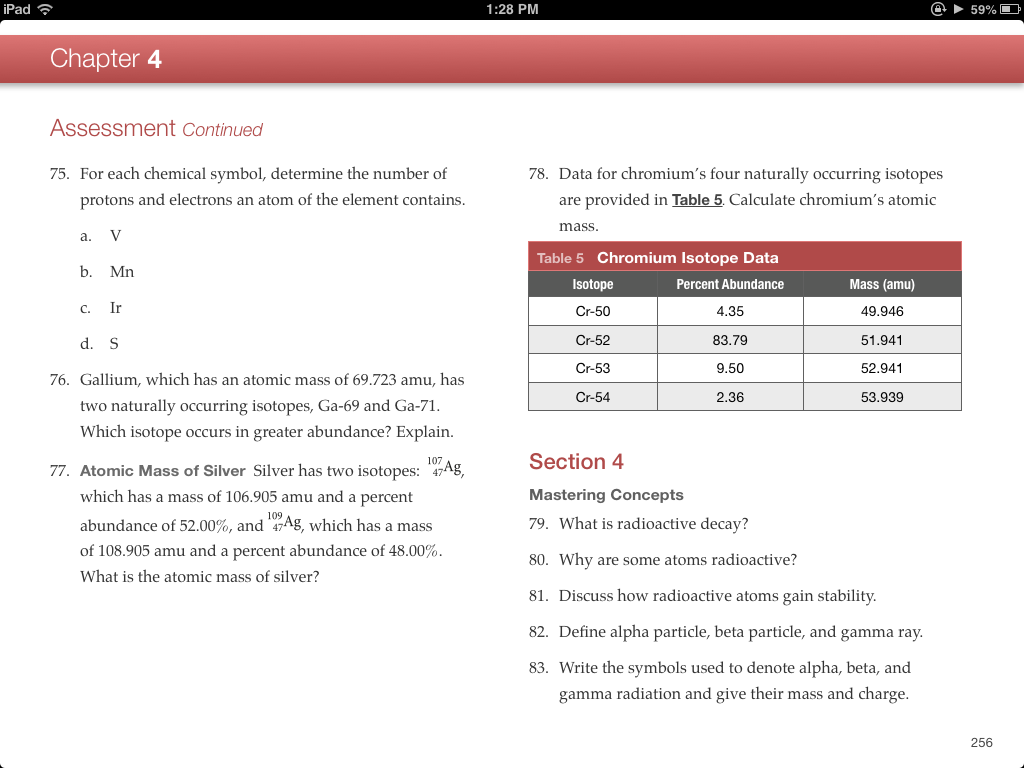 iPad 1:28 PM 59%
Chapter 4
Assessment Continued
75. For each chemical symbol, determine the number of
protons and electrons an atom of the element contains.
a. V
b. Mn
c. Ir
d. S
76. Gallium, which has an atomic mass of 69.723 amu, has
two naturally occurring isotopes, Ga-69 and Ga-71.
Which isotope occurs in greater abundance? Explain.
77. Atomic Mass of Silver Silver has two isotopes: ¹⁰⁷₄₇Ag,
which has a mass of 106.905 amu and a percent
abundance of 52.00%, and ¹⁰⁹₄₇Ag, which has a mass
of 108.905 amu and a percent abundance of 48.00%.
What is the atomic mass of silver?
78. Data for chromium’s four naturally occurring isotopes
are provided in Table 5. Calculate chromium’s atomic
mass.
Table 5 Chromium Isotope Data
Isotope Percent Abundance Mass (amu)
Cr-50 4.35 49.946
Cr-52 83.79 51.941
Cr-53 9.50 52.941
Cr-54 2.36 53.939
Section 4
Mastering Concepts
79. What is radioactive decay?
80. Why are some atoms radioactive?
81. Discuss how radioactive atoms gain stability.
82. Define alpha particle, beta particle, and gamma ray.
83. Write the symbols used to denote alpha, beta, and
gamma radiation and give their mass and charge.
256